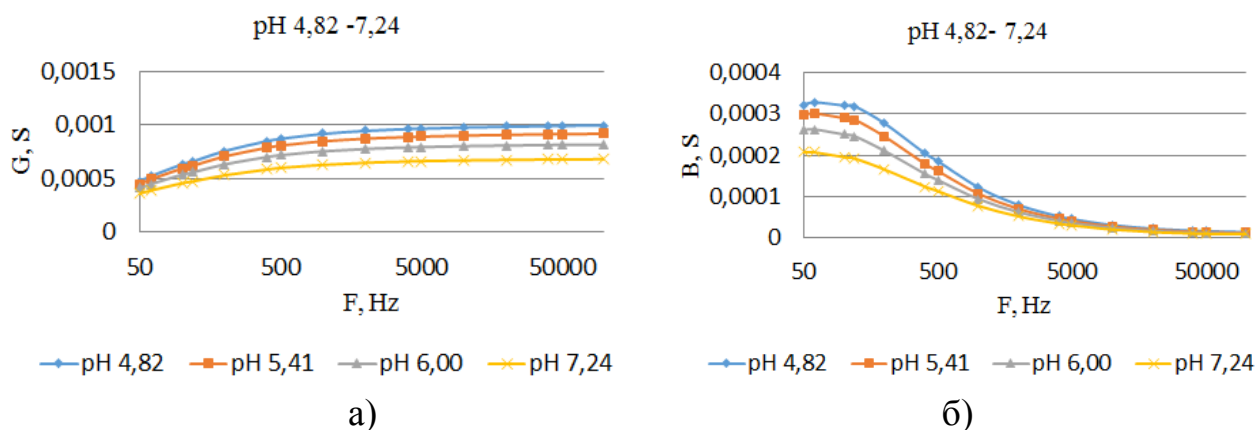 pH 4,82 -7,24
G, S
0,0015
0,001
0,0005
0
50 500 5000 50000
F, Hz
pH 4,82 pH 5,41 pH 6,00 pH 7,24
а)
pH 4,82- 7,24
B, S
0,0004
0,0003
0,0002
0,0001
0
50 500 5000 50000
F, Hz
pH 4,82 pH 5,41 pH 6,00 pH 7,24
б)